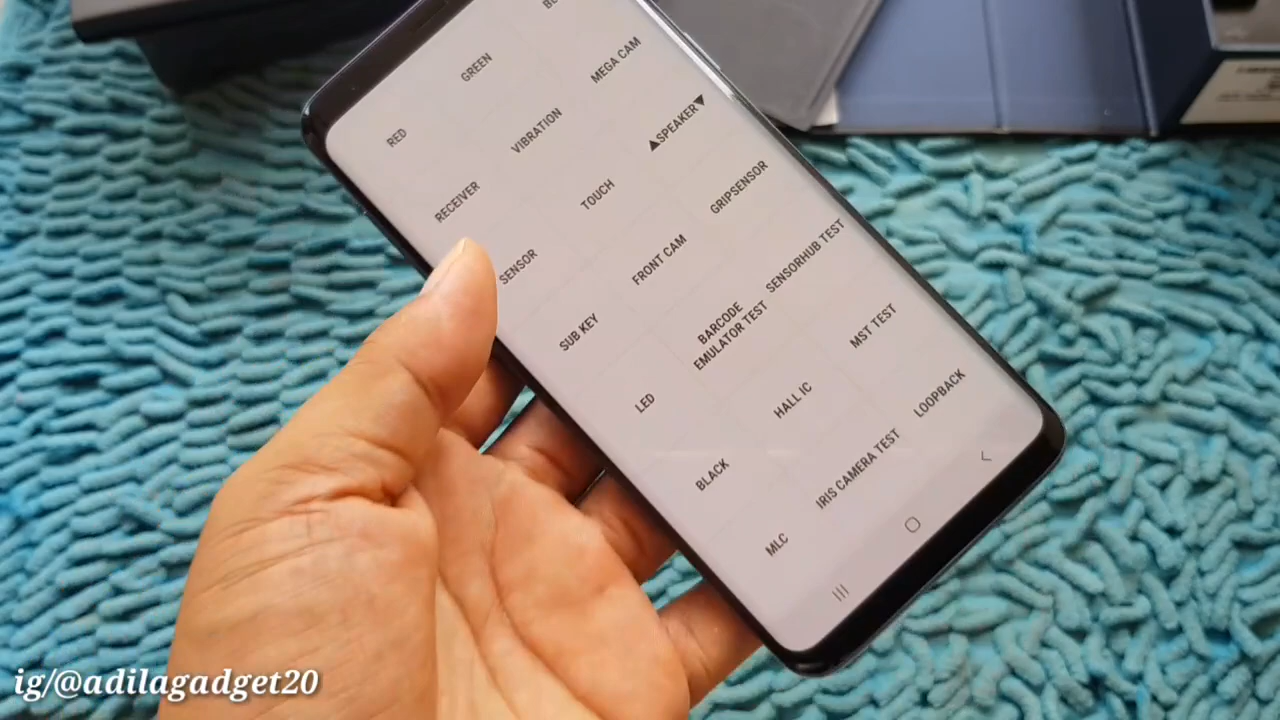 RED
GREEN
RECEIVER
VIBRATION
MEGA CAM
SENSOR
TOUCH
▲SPEAKER▼
SUB KEY
FRONT CAM
GRIPSENSOR
LED
BARCODE
EMULATOR TEST
SENSORHUB TEST
BLACK
HALL IC
MST TEST
MLC
IRIS CAMERA TEST
LOOPBACK
ig/@adilagadget20